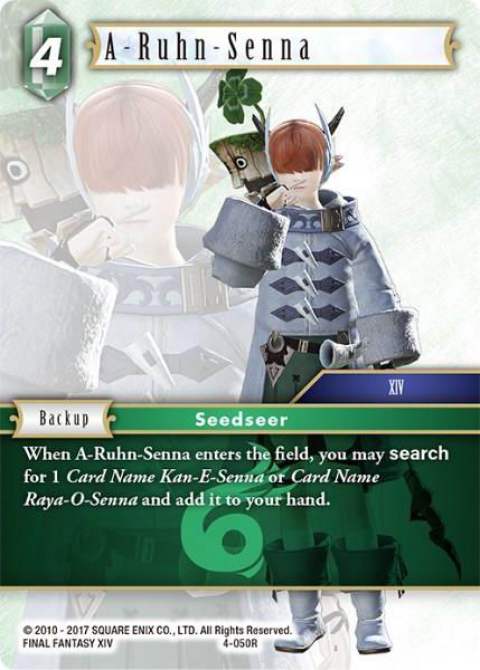 4
A-Ruhn-Senna
XIV
Backup
Seedseer
When A-Ruhn-Senna enters the field, you may search
for 1 Card Name Kan-E-Senna or Card Name
Raya-O-Senna and add it to your hand.
© 2010 - 2017 SQUARE ENIX CO., LTD. All Rights Reserved.
FINAL FANTASY XIV
4-050R